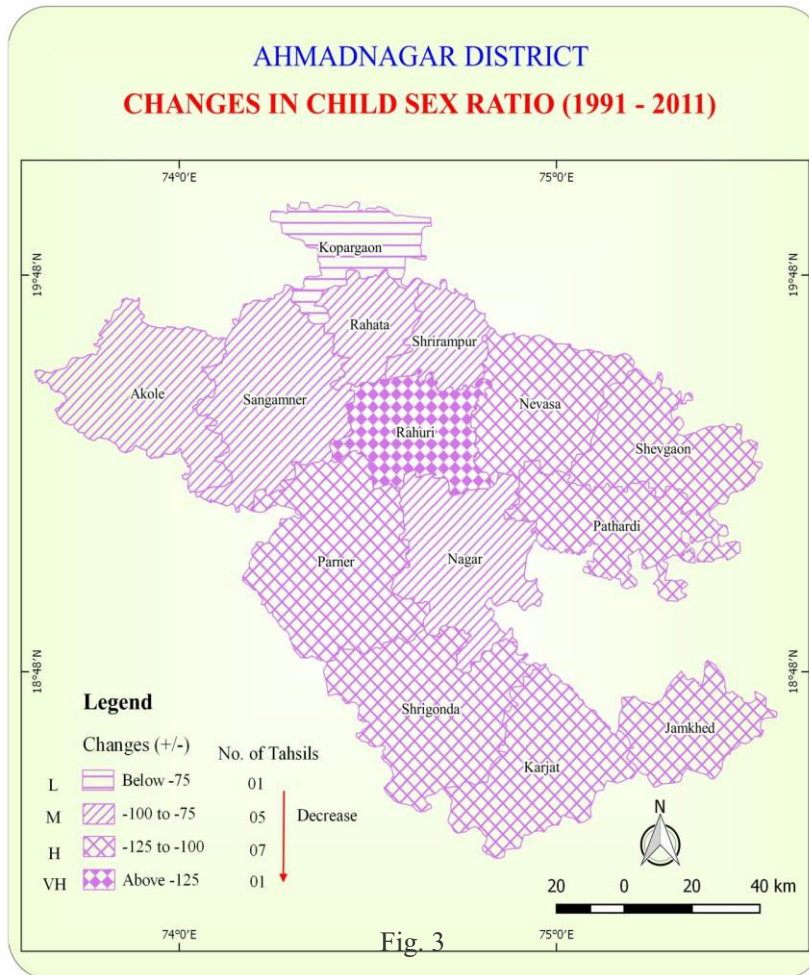 AHMADNAGAR DISTRICT
CHANGES IN CHILD SEX RATIO (1991 - 2011)
74°0'E 75°0'E
19°48'N 19°48'N
Kopargaon
Rahata
Shrirampur
Akole
Sangamner
Nevasa
Rahuri
Shevgaon
Pathardi
Parner
Nagar
18°48'N 18°48'N
Shrigonda
Jamkhed
Karjat
Legend
Changes (+/-) No. of Tahsils
L Below -75 01
M -100 to -75 05
Decrease
H -125 to -100 07
VH Above -125 01
N
20 0 20 40 km
74°0'E 75°0'E
Fig. 3